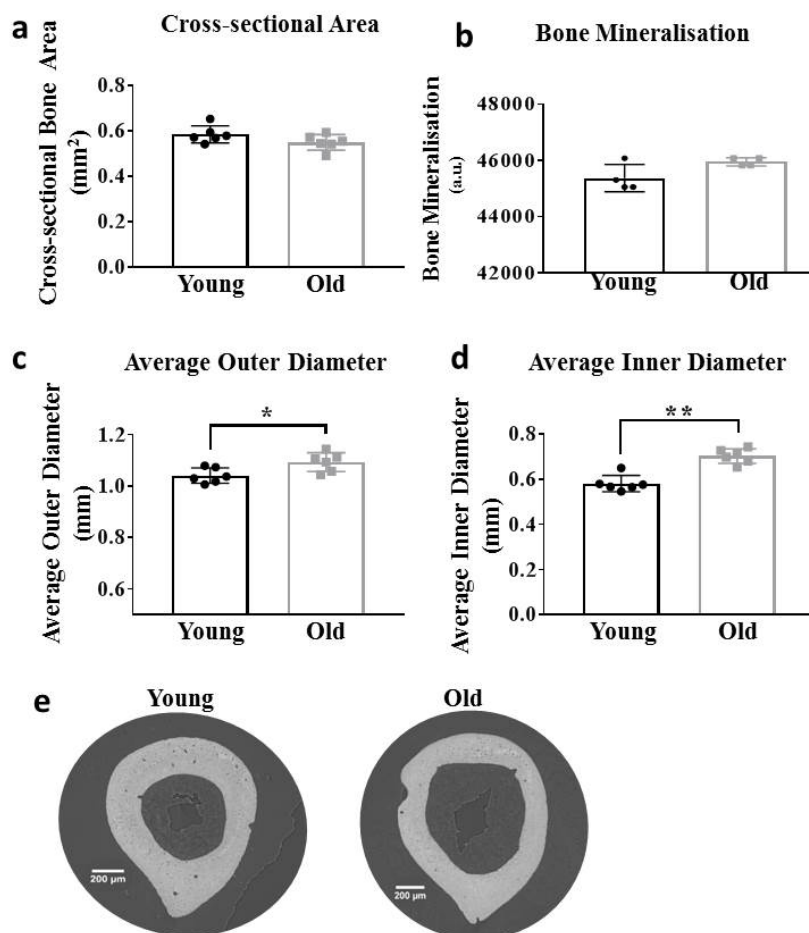 a
Cross-sectional Area
Cross-sectional Bone Area
(mm²)
0.8
0.6
0.4
0.2
0.0
Young
Old
b
Bone Mineralisation
Bone Mineralisation
(a.u.)
48000
46000
44000
42000
Young
Old
c
Average Outer Diameter
Average Outer Diameter
(mm)
1.2
1.0
0.8
0.6
*
Young
Old
d
Average Inner Diameter
Average Inner Diameter
(mm)
0.8
0.6
0.4
0.2
0.0
**
Young
Old
e
Young
Old
200 µm
200 µm